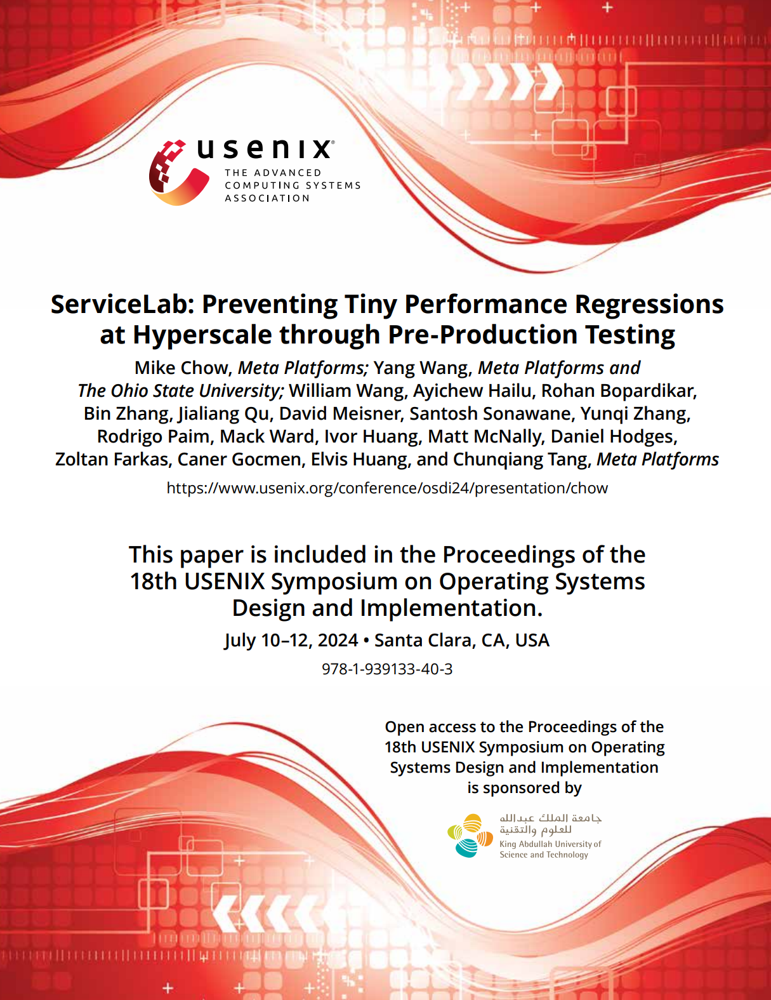 usenix®
THE ADVANCED
COMPUTING SYSTEMS
ASSOCIATION
ServiceLab: Preventing Tiny Performance Regressions
at Hyperscale through Pre-Production Testing
Mike Chow, Meta Platforms; Yang Wang, Meta Platforms and
The Ohio State University; William Wang, Ayichew Hailu, Rohan Bopardikar,
Bin Zhang, Jialiang Qu, David Meisner, Santosh Sonawane, Yunqi Zhang,
Rodrigo Paim, Mack Ward, Ivor Huang, Matt McNally, Daniel Hodges,
Zoltan Farkas, Caner Gocmen, Elvis Huang, and Chunqiang Tang, Meta Platforms
https://www.usenix.org/conference/osdi24/presentation/chow
This paper is included in the Proceedings of the
18th USENIX Symposium on Operating Systems
Design and Implementation.
July 10–12, 2024 • Santa Clara, CA, USA
978-1-939133-40-3
Open access to the Proceedings of the
18th USENIX Symposium on Operating
Systems Design and Implementation
is sponsored by
جامعة الملك عبدالله
للعلوم والتقنية
King Abdullah University of
Science and Technology